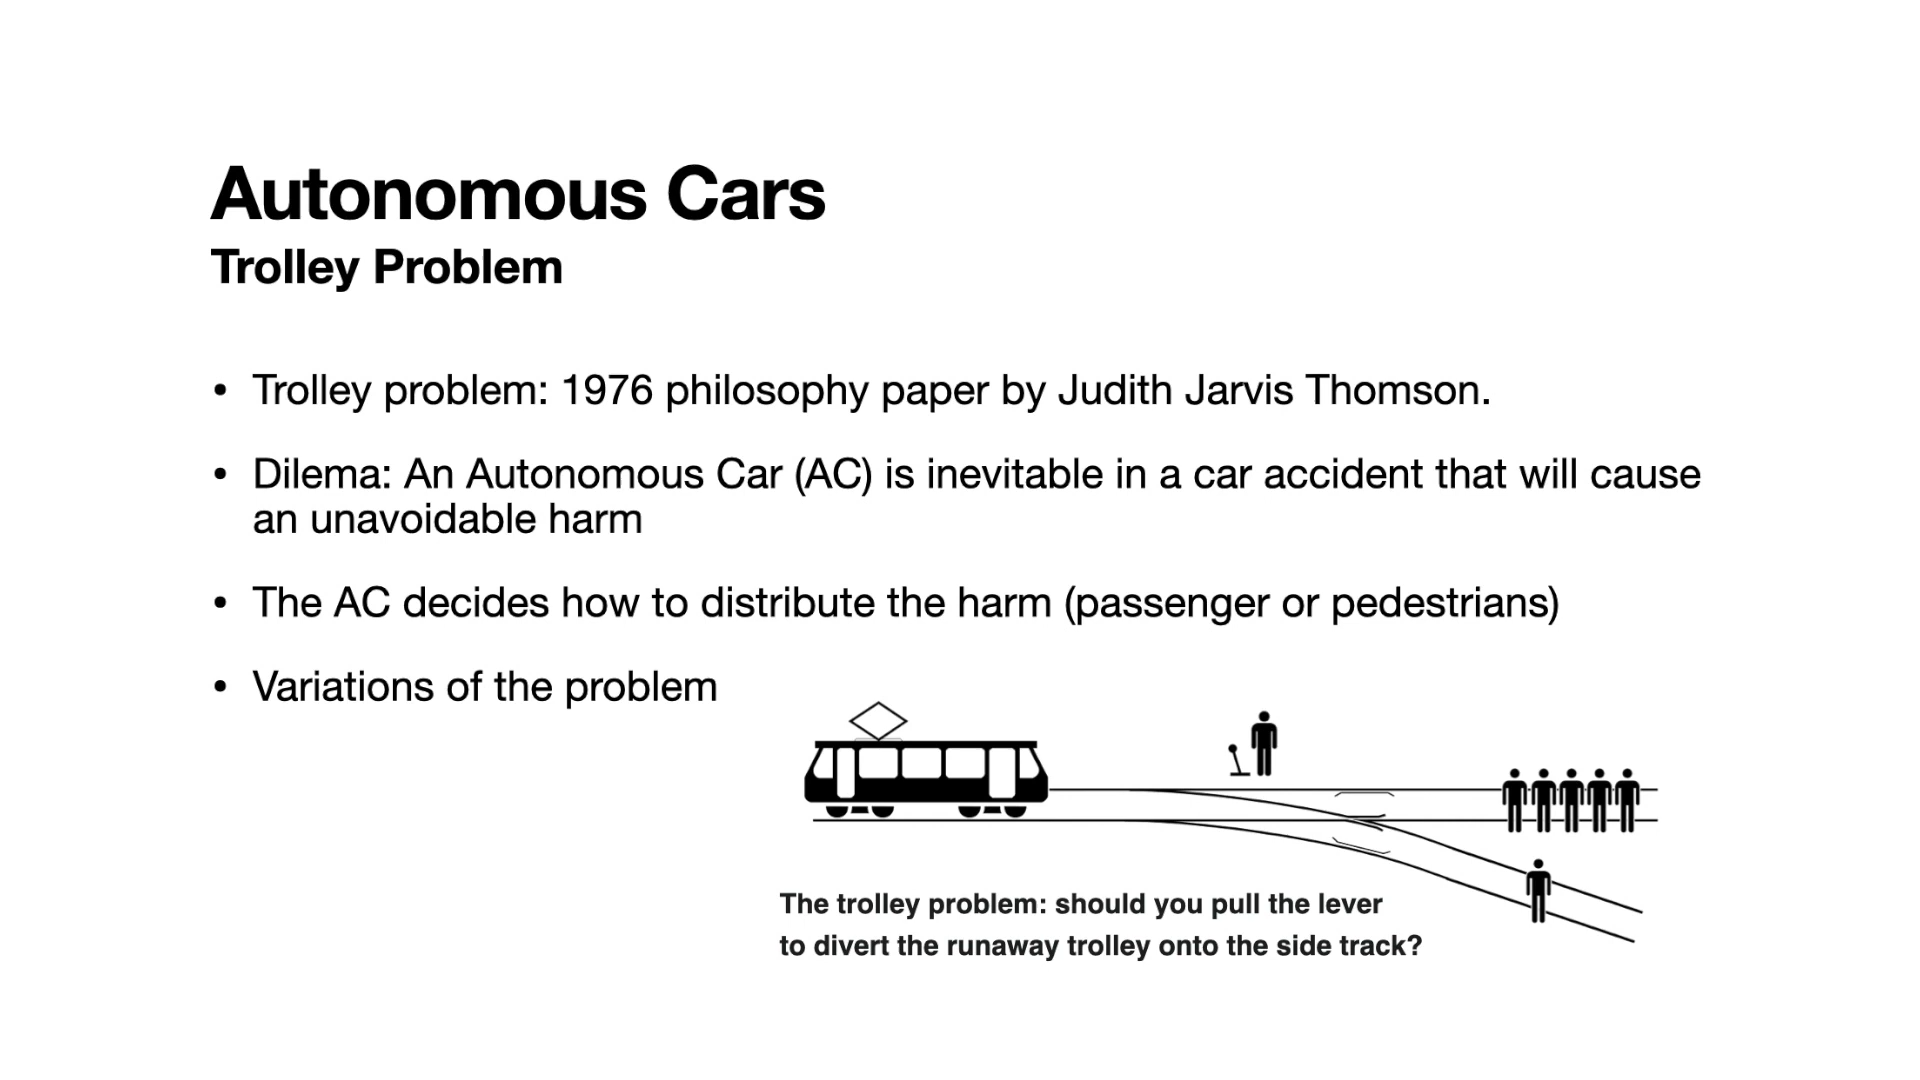 Autonomous Cars
Trolley Problem
• Trolley problem: 1976 philosophy paper by Judith Jarvis Thomson.
• Dilema: An Autonomous Car (AC) is inevitable in a car accident that will cause
an unavoidable harm
• The AC decides how to distribute the harm (passenger or pedestrians)
• Variations of the problem
The trolley problem: should you pull the lever
to divert the runaway trolley onto the side track?